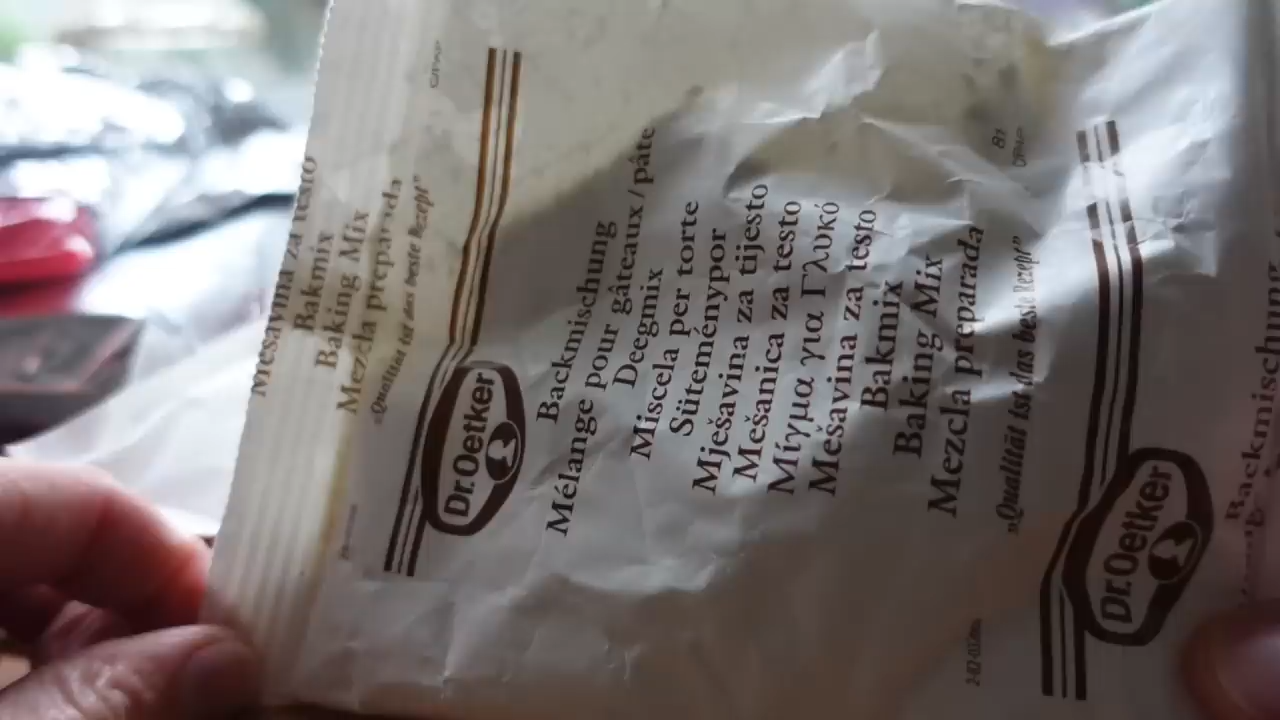 Mešavina za testo
Bakmix
Baking Mix
Mezcla preparada
„Qualität ist das beste Rezept”
Dr.Oetker
Backmischung
Mélange pour gâteaux / pâte
Deegmix
Miscela per torte
Süteménypor
Mješavina za tijesto
Mešanica za testo
Μίγμα για Γλυκό
Mešavina za testo
Bakmix
Baking Mix
Mezcla preparada
„Qualität ist das beste Rezept”
Dr.Oetker
Backmischung